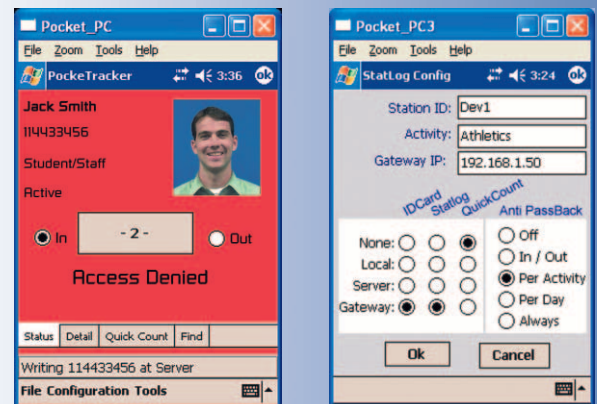 Pocket_PC
File Zoom Tools Help
PockeTracker 3:36 ok
Jack Smith
114433456
Student/Staff
Active
In - 2 - Out
Access Denied
Status Detail Quick Count Find
Writing 114433456 at Server
File Configuration Tools
Pocket_PC3
File Zoom Tools Help
StatLog Config 3:24 ok
Station ID: Dev1
Activity: Athletics
Gateway IP: 192.168.1.50
IDCard Statlog QuickCount
Anti PassBack
None:
Local:
Server:
Gateway:
Off
In / Out
Per Activity
Per Day
Always
Ok Cancel